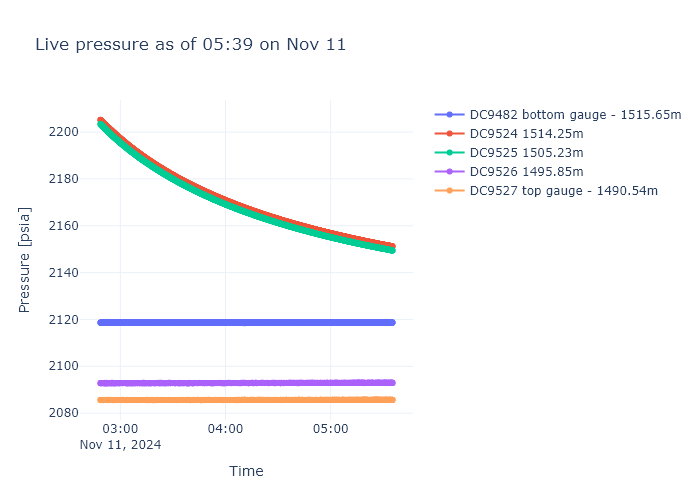 Live pressure as of 05:39 on Nov 11
DC9482 bottom gauge - 1515.65m
DC9524 1514.25m
DC9525 1505.23m
DC9526 1495.85m
DC9527 top gauge - 1490.54m
Pressure [psia]
2200
2180
2160
2140
2120
2100
2080
03:00
04:00
05:00
Nov 11, 2024
Time